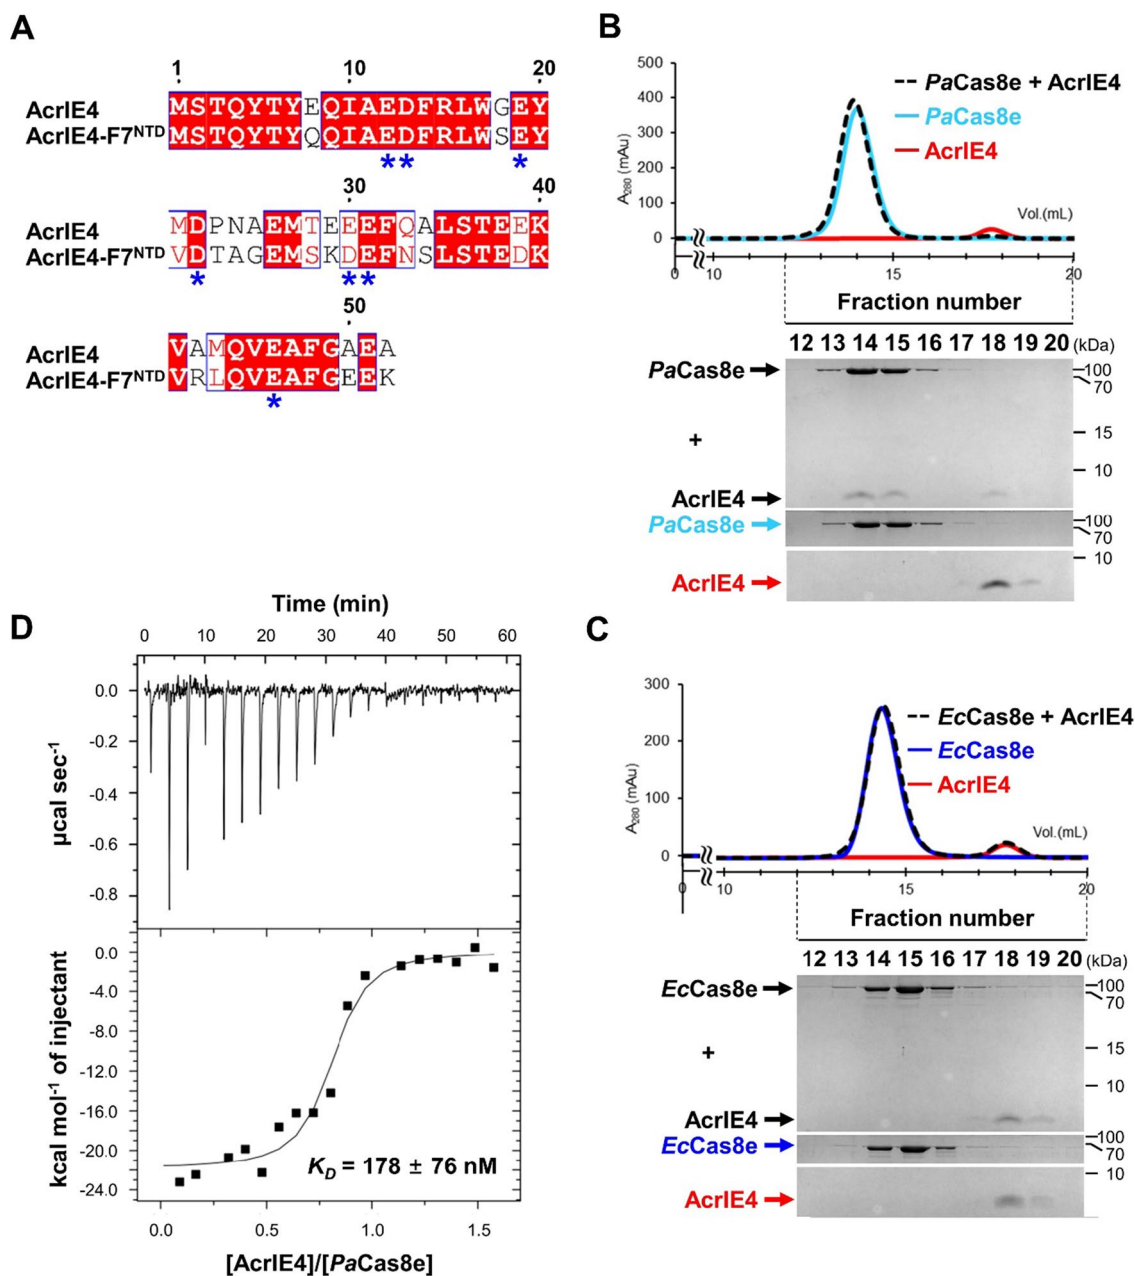 A
1 10 20
AcrIE4 MSTQYTYEQIAEDFRLWGEY
AcrIE4-F7NTD MSTQYTYQQIAEDFRLWSEY
* * *
30 40
AcrIE4 MDPNAEMTEEEFQALSTEEK
AcrIE4-F7NTD VDTAGEMSKDEFNSLSTEDK
* * *
50
AcrIE4 VAMQVEAFGAEA
AcrIE4-F7NTD VRLQVEAFGEEK
*
B
500
400
300
200
100
0
A280 (mAu)
PaCas8e + AcrIE4
PaCas8e
AcrIE4
Vol.(mL)
0 10 15 20
Fraction number
12 13 14 15 16 17 18 19 20 (kDa)
PaCas8e
100
70
+
15
10
AcrIE4
PaCas8e
100
70
10
AcrIE4
C
300
200
100
0
A280 (mAu)
EcCas8e + AcrIE4
EcCas8e
AcrIE4
Vol.(mL)
0 10 15 20
Fraction number
12 13 14 15 16 17 18 19 20 (kDa)
EcCas8e
100
70
+
15
10
AcrIE4
EcCas8e
100
70
10
AcrIE4
D
Time (min)
0 10 20 30 40 50 60
0.0
-0.2
-0.4
-0.6
-0.8
µcal sec-1
0.0
-4.0
-8.0
-12.0
-16.0
-20.0
-24.0
kcal mol-1 of injectant
KD = 178 ± 76 nM
0.0 0.5 1.0 1.5
[AcrIE4]/[PaCas8e]